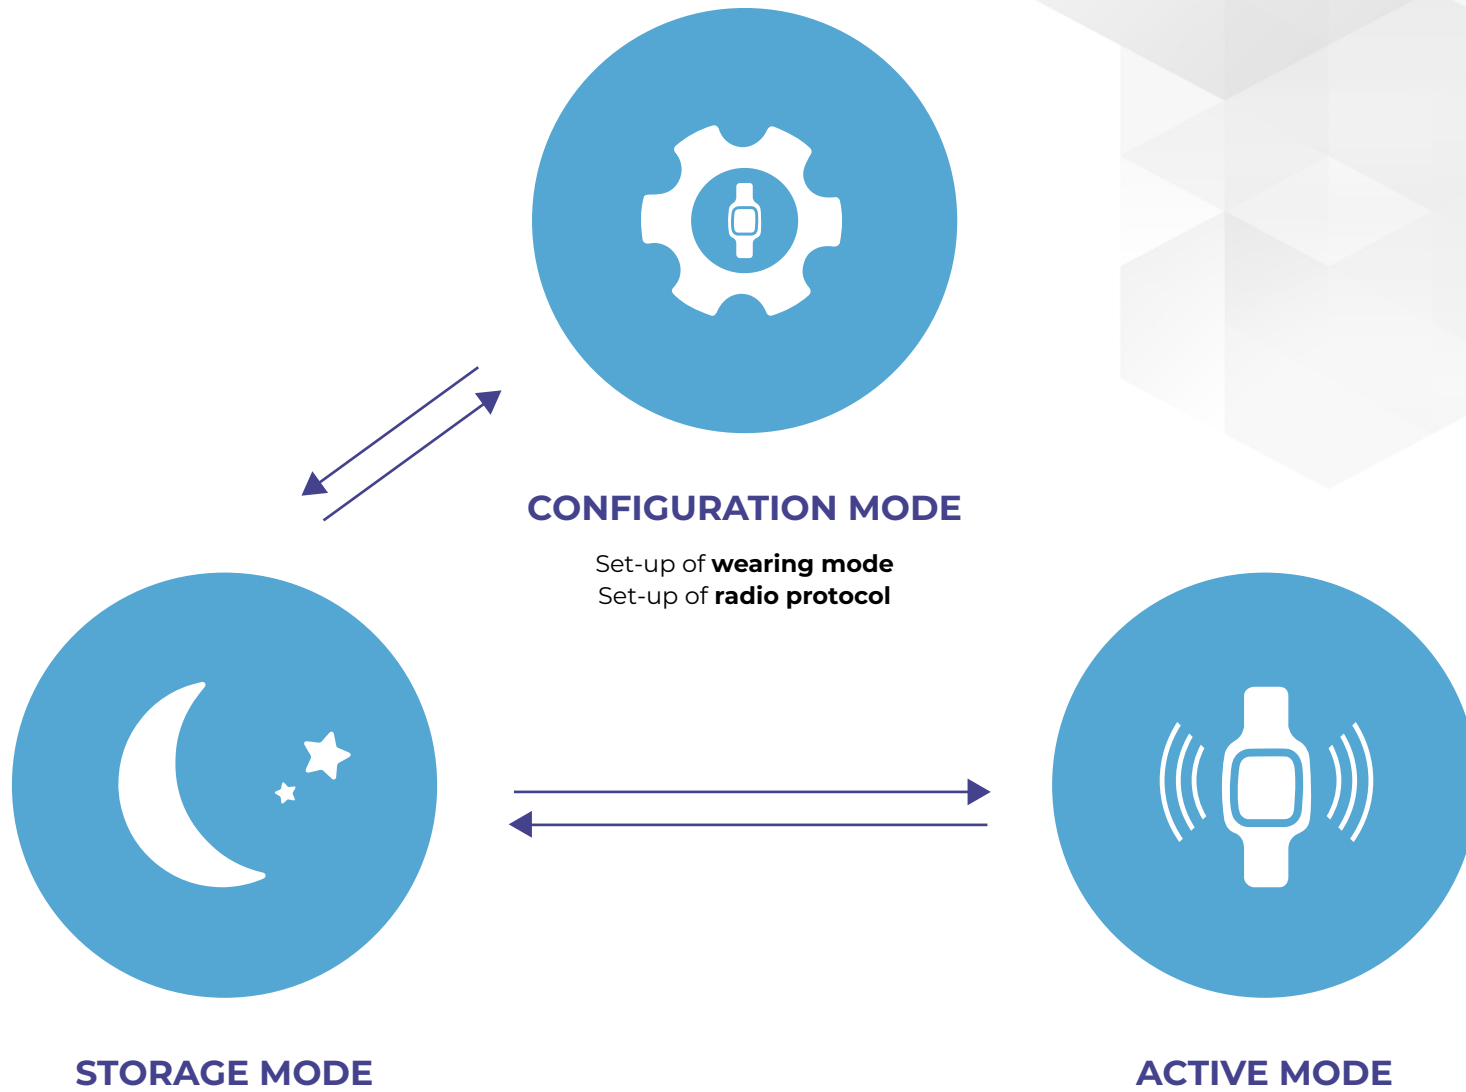 CONFIGURATION MODE
Set-up of wearing mode
Set-up of radio protocol
STORAGE MODE
ACTIVE MODE